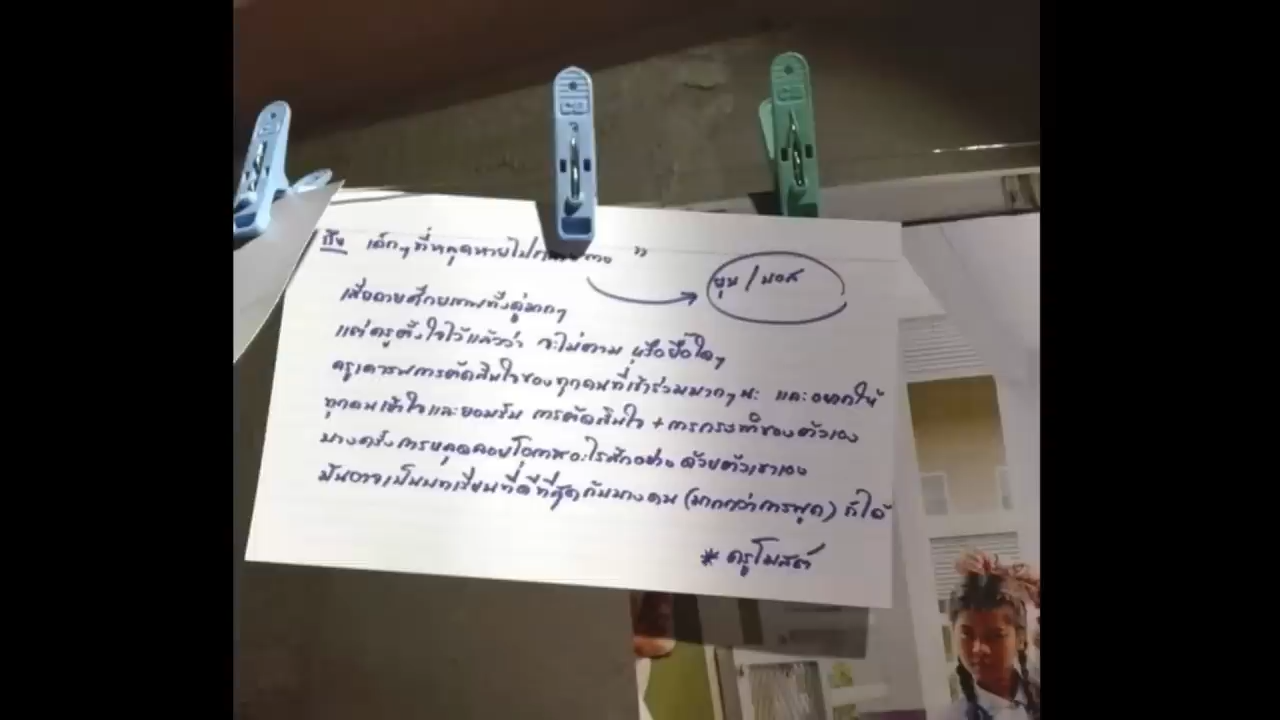 ถึง เด็กๆที่หลุดหายไปกลางทาง "
ขุน / มอส
เสียดายศักยภาพทั้งคู่มากๆ
แต่ครูตั้งใจไว้แล้วว่า จะไม่ตาม หรือยื้อใครๆ
ครูเคารพการตัดสินใจของทุกคนที่เข้าร่วมมากๆนะ และอยากให้
ทุกคนเข้าใจและยอมรับ การตัดสินใจ + การกระทำของตัวเอง
บางครั้งการหลุดลอยโอกาสอะไรสักอย่าง ด้วยตัวเราเอง
มันอาจเป็นบทเรียนที่ดีที่สุดกับบางคน (มากกว่าการพูด) ก็ได้
* ครูโมสต์